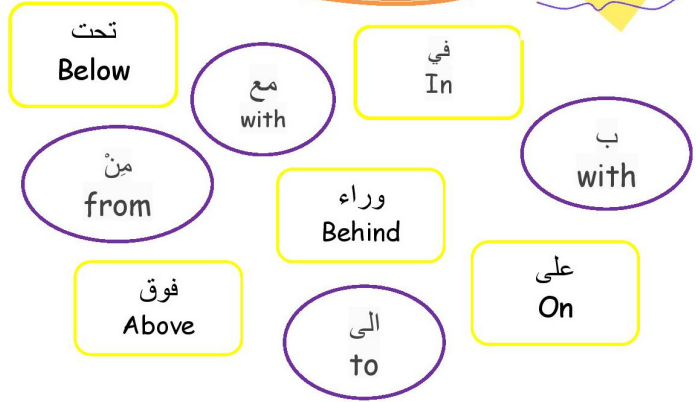 تحت
Below
مع
with
في
In
ب
with
مِنْ
from
وراء
Behind
على
On
فوق
Above
الى
to